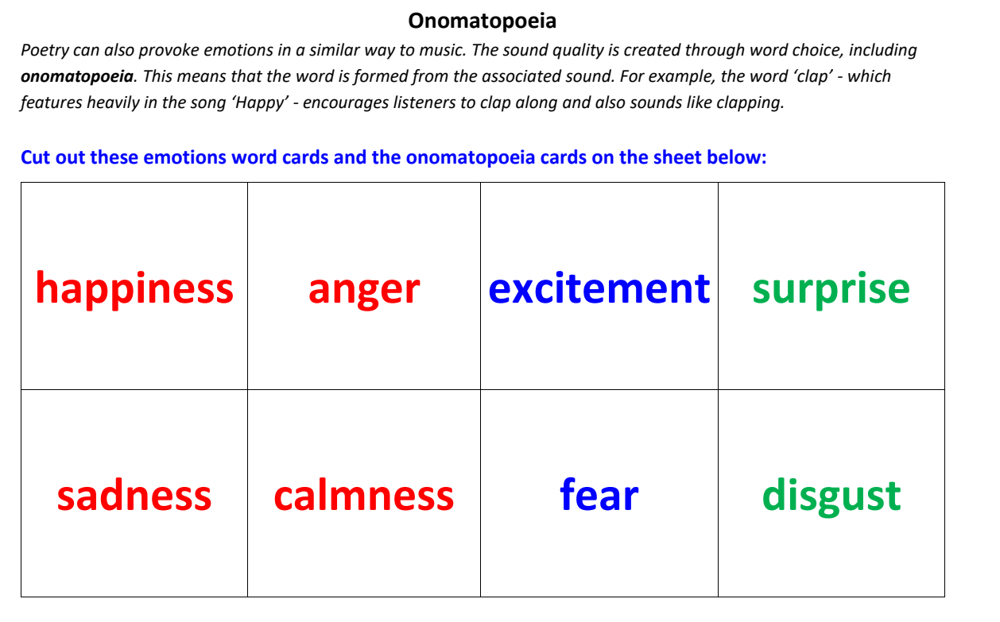 Onomatopoeia
Poetry can also provoke emotions in a similar way to music. The sound quality is created through word choice, including
onomatopoeia. This means that the word is formed from the associated sound. For example, the word ‘clap’ - which
features heavily in the song ‘Happy’ - encourages listeners to clap along and also sounds like clapping.
Cut out these emotions word cards and the onomatopoeia cards on the sheet below:
happiness anger excitement surprise
sadness calmness fear disgust